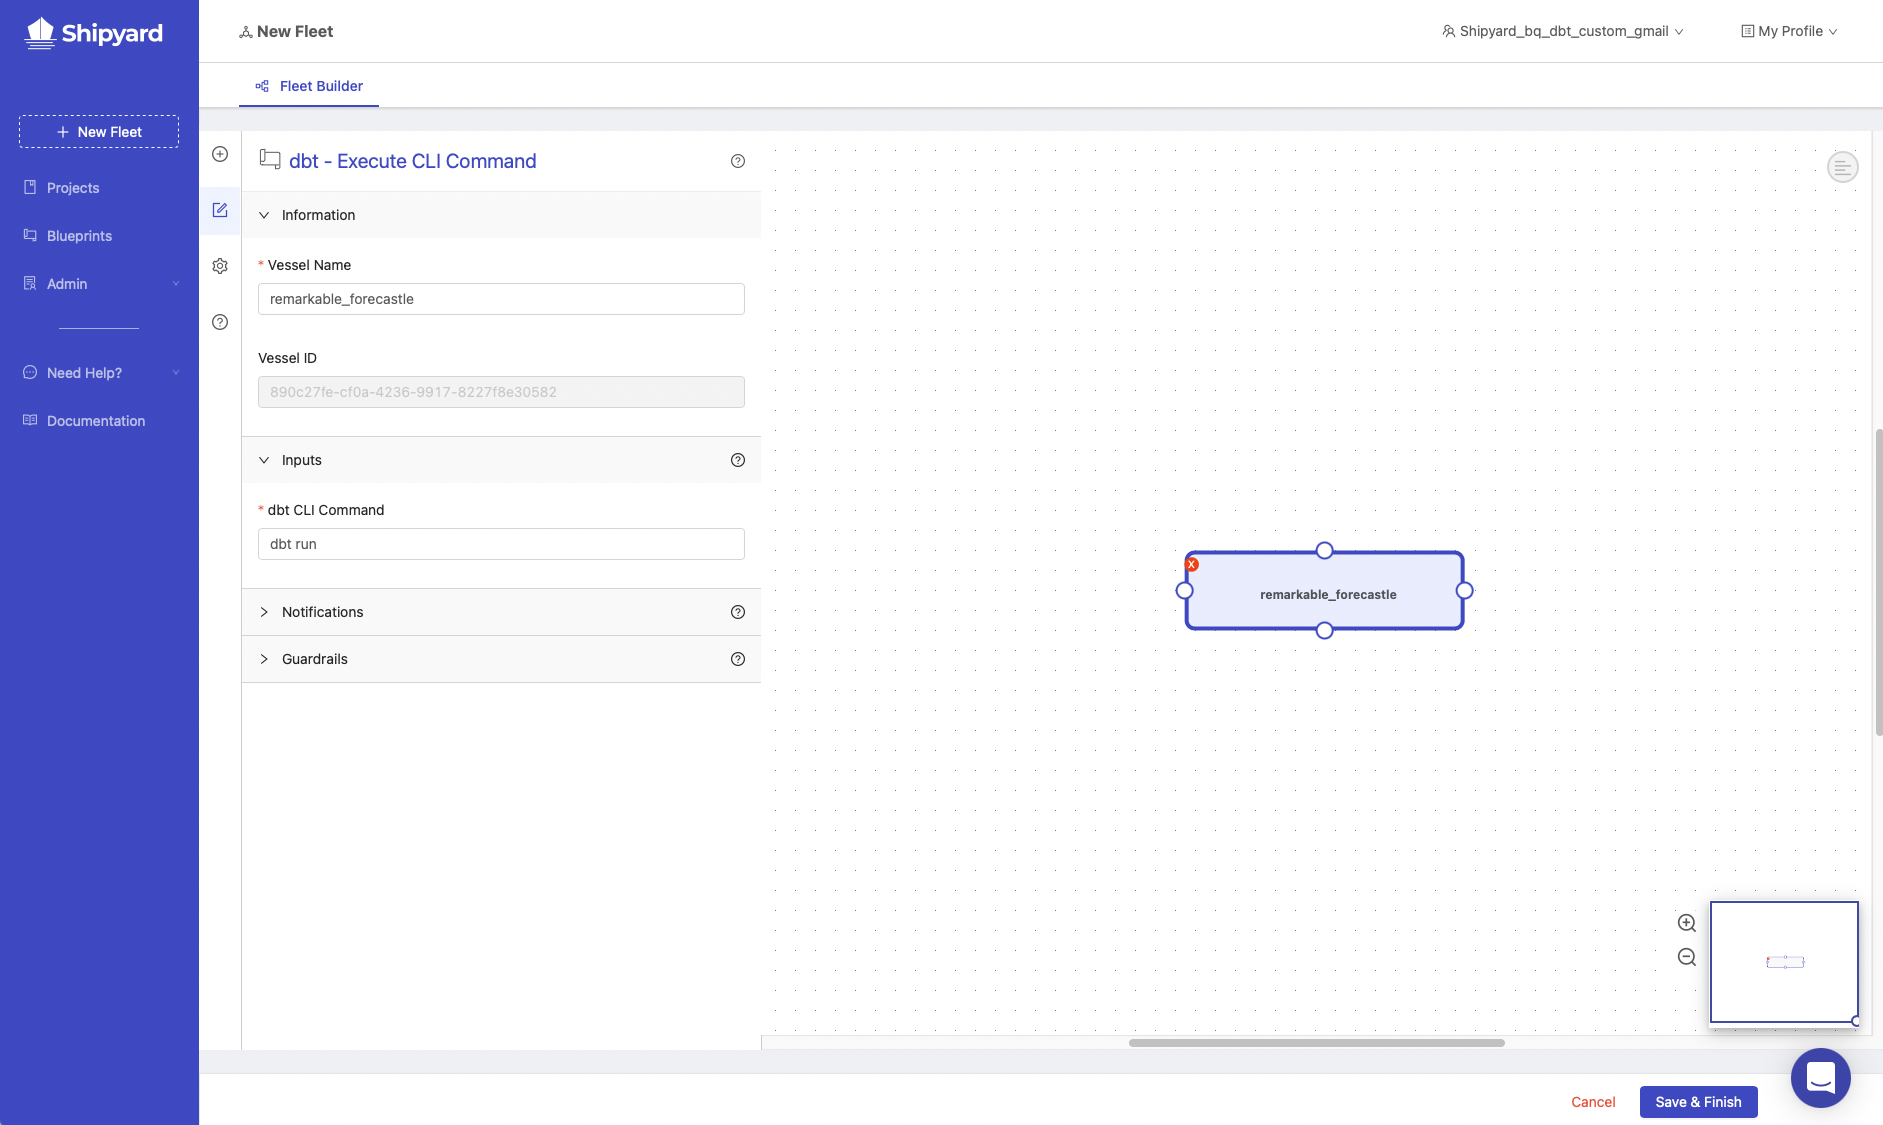 Shipyard
New Fleet
Shipyard_bq_dbt_custom_gmail
My Profile
Fleet Builder
+ New Fleet
Projects
Blueprints
Admin
Need Help?
Documentation
dbt - Execute CLI Command
Information
* Vessel Name
remarkable_forecastle
Vessel ID
890c27fe-cf0a-4236-9917-8227f8e30582
Inputs
* dbt CLI Command
dbt run
Notifications
Guardrails
X
remarkable_forecastle
Cancel
Save & Finish